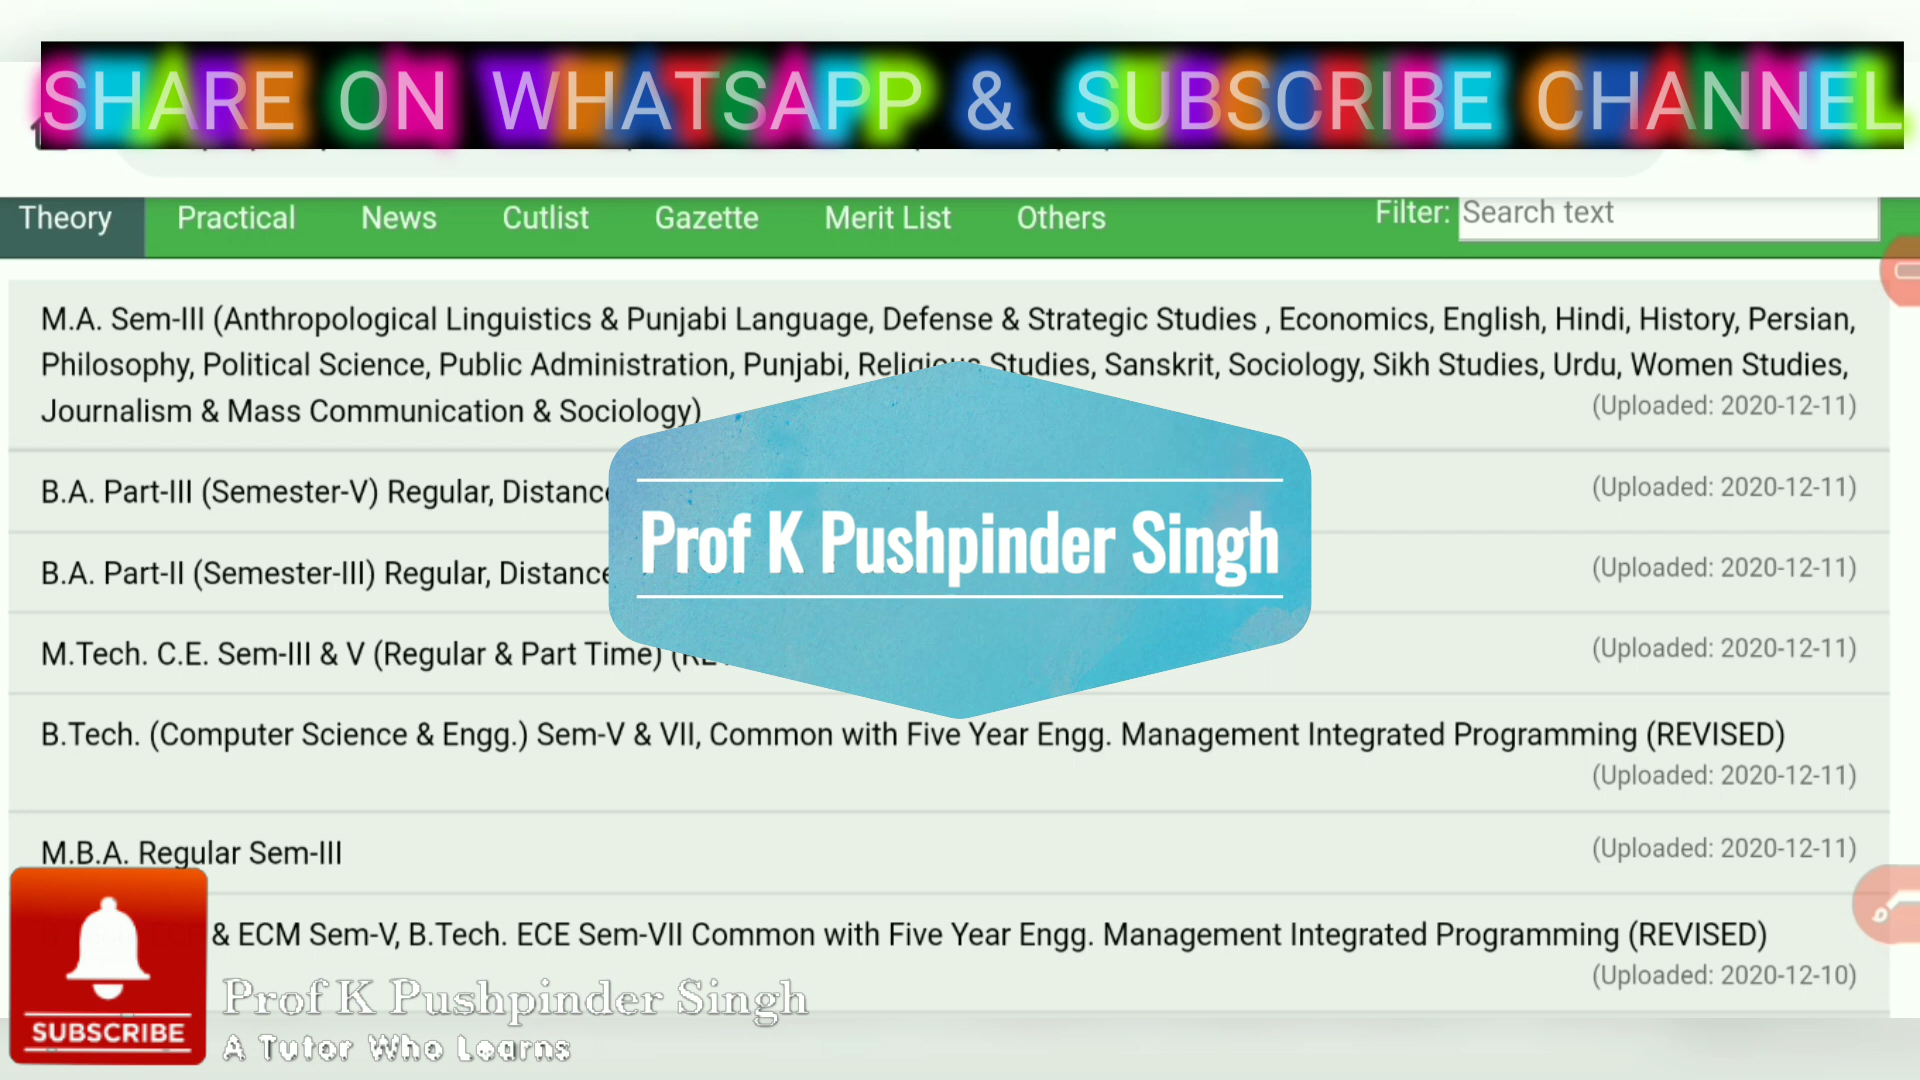 SHARE ON WHATSAPP & SUBSCRIBE CHANNEL
Theory Practical News Cutlist Gazette Merit List Others Filter: Search text
M.A. Sem-III (Anthropological Linguistics & Punjabi Language, Defense & Strategic Studies , Economics, English, Hindi, History, Persian,
Philosophy, Political Science, Public Administration, Punjabi, Religious Studies, Sanskrit, Sociology, Sikh Studies, Urdu, Women Studies,
Journalism & Mass Communication & Sociology)
(Uploaded: 2020-12-11)
B.A. Part-III (Semester-V) Regular, Distance
(Uploaded: 2020-12-11)
B.A. Part-II (Semester-III) Regular, Distance
(Uploaded: 2020-12-11)
Prof K Pushpinder Singh
M.Tech. C.E. Sem-III & V (Regular & Part Time)
(Uploaded: 2020-12-11)
B.Tech. (Computer Science & Engg.) Sem-V & VII, Common with Five Year Engg. Management Integrated Programming (REVISED)
(Uploaded: 2020-12-11)
M.B.A. Regular Sem-III
(Uploaded: 2020-12-11)
& ECM Sem-V, B.Tech. ECE Sem-VII Common with Five Year Engg. Management Integrated Programming (REVISED)
(Uploaded: 2020-12-10)
SUBSCRIBE
Prof K Pushpinder Singh
A Tutor Who Learns